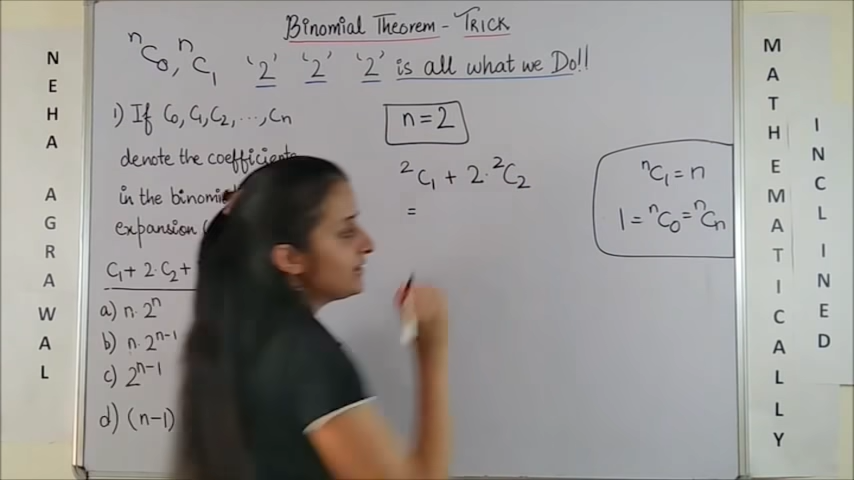 Binomial Theorem - TRICK
ⁿC₀, ⁿC₁ '2' '2' '2' is all what we Do!!
1) If C₀, C₁, C₂, ..., Cₙ
denote the coefficients
in the binomial
expansion
C₁ + 2·C₂ +
a) n·2ⁿ
b) n·2ⁿ⁻¹
c) 2ⁿ⁻¹
d) (n-1)
n = 2
²C₁ + 2·²C₂
=
ⁿC₁ = n
1 = ⁿC₀ = ⁿCₙ
NEHA AGRAWAL
MATHEMATICALLY
INCLINED